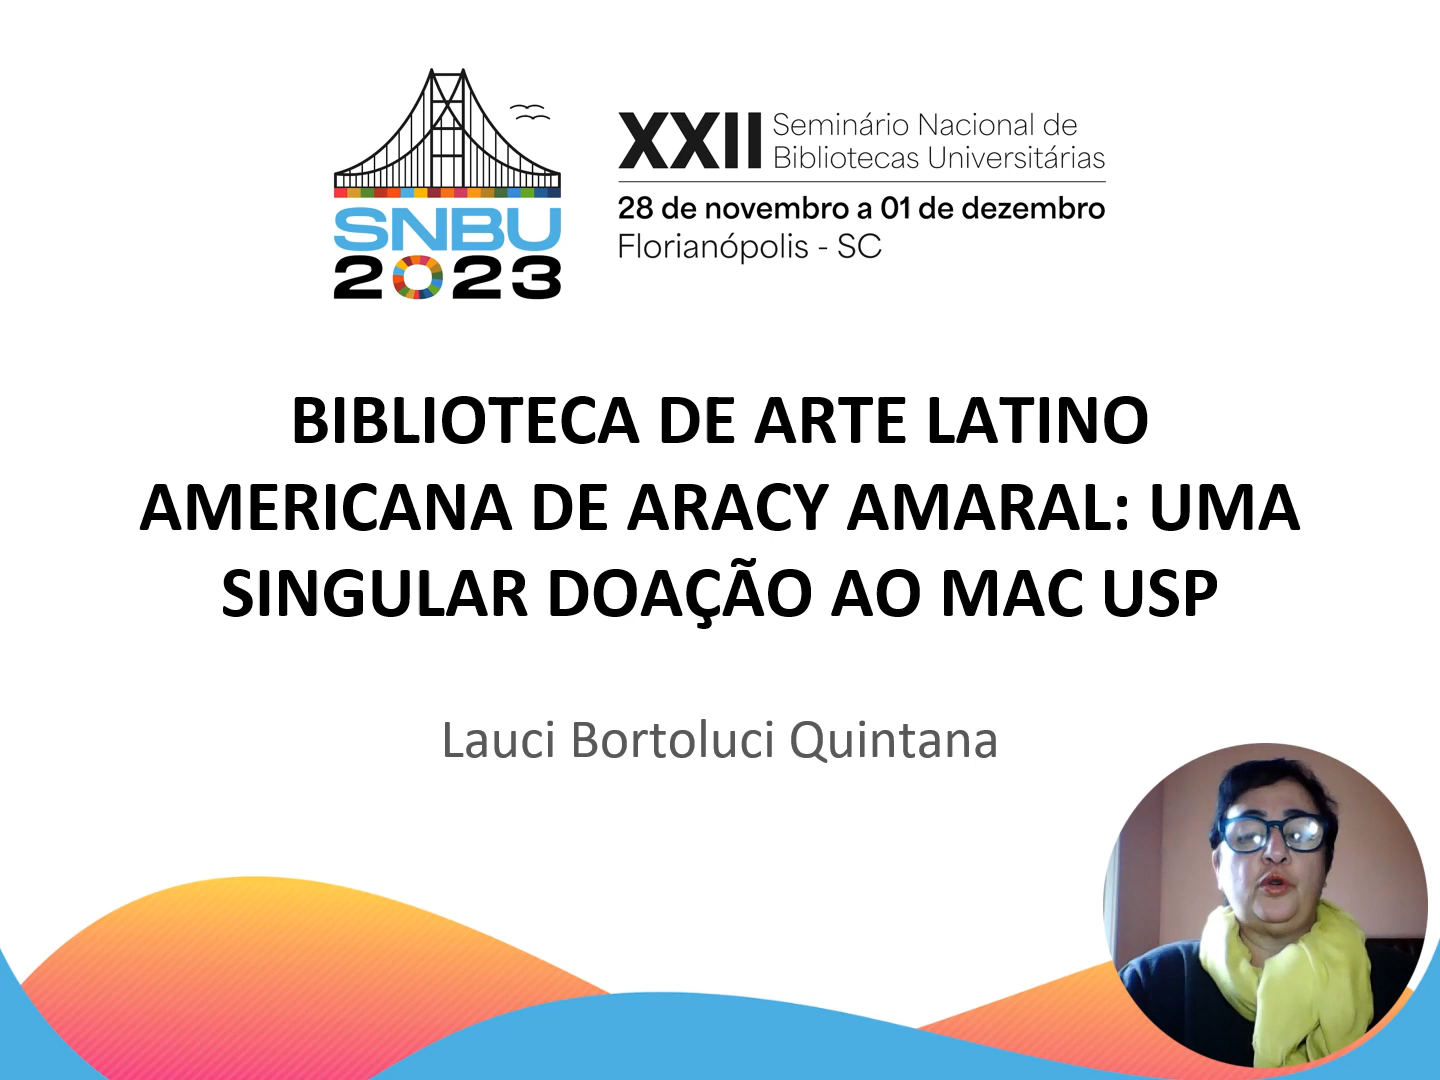 XXII Seminário Nacional de
Bibliotecas Universitárias
28 de novembro a 01 de dezembro
Florianópolis - SC
SNBU
2023
BIBLIOTECA DE ARTE LATINO
AMERICANA DE ARACY AMARAL: UMA
SINGULAR DOAÇÃO AO MAC USP
Lauci Bortoluci Quintana